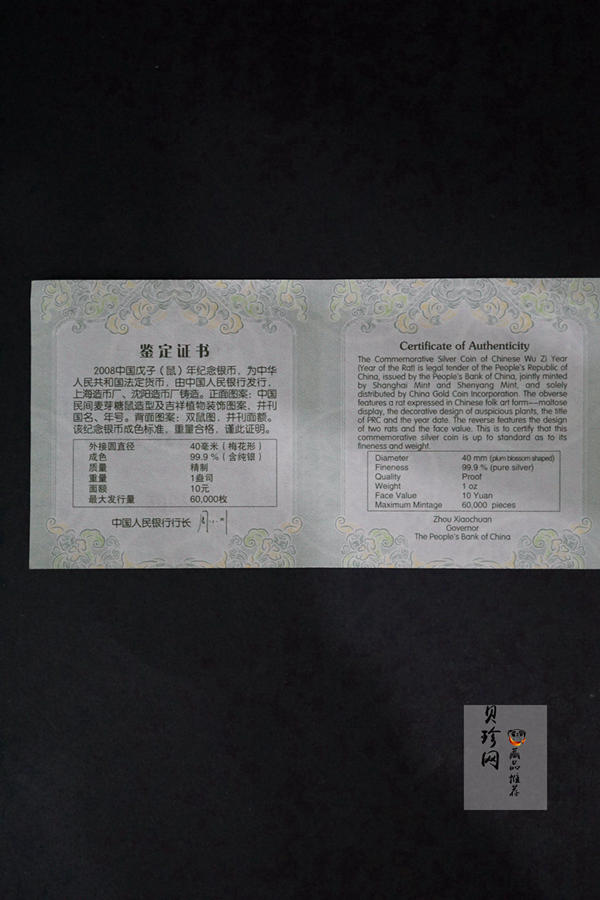 鉴定证书
2008中国戊子（鼠）年纪念银币，为中华
人民共和国法定货币，由中国人民银行发行，
上海造币厂、沈阳造币厂铸造。正面图案：中国
民间麦芽糖鼠造型及吉祥植物装饰图案，并刊
国名、年号。背面图案：双鼠图，并刊面额。
该纪念银币成色标准，重量合格，谨此证明。
外接圆直径 40毫米（梅花形）
成色 99.9％（含纯银）
质量 精制
重量 1盎司
面额 10元
最大发行量 60,000枚
中国人民银行行长
Certificate of Authenticity
The Commemorative Silver Coin of Chinese Wu Zi Year
(Year of the Rat) is legal tender of the People's Republic of
China, issued by the People's Bank of China, jointly minted
by Shanghai Mint and Shenyang Mint, and solely
distributed by China Gold Coin Incorporation. The obverse
features a rat expressed in Chinese folk art form—maltose
display, the decorative design of auspicious plants, the title
of PRC and the year date. The reverse features the design
of two rats and the face value. This is to certify that this
commemorative silver coin is up to standard as to its
fineness and weight.
Diameter 40 mm (plum blossom shaped)
Fineness 99.9 % (pure silver)
Quality Proof
Weight 1 oz
Face Value 10 Yuan
Maximum Mintage 60,000 pieces
Zhou Xiaochuan
Governor
The People's Bank of China
贝珍网
藏品推荐